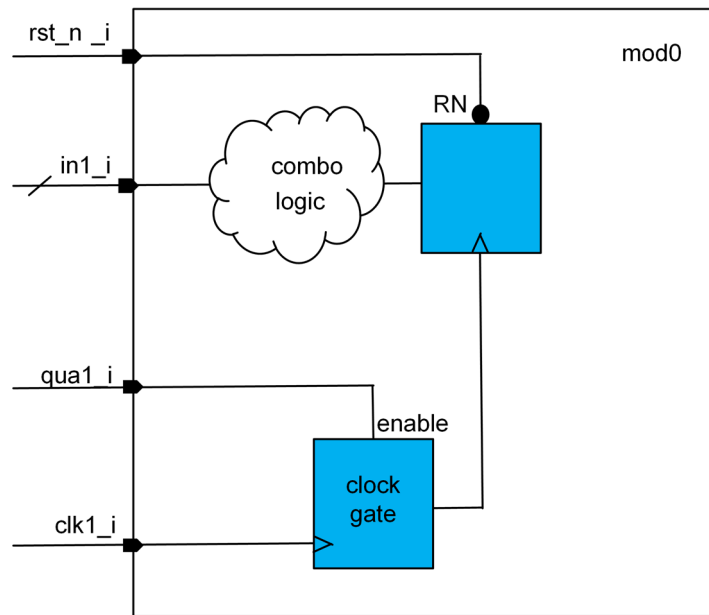 rst_n _i
mod0
RN
in1_i
combo
logic
qua1_i
enable
clock
gate
clk1_i